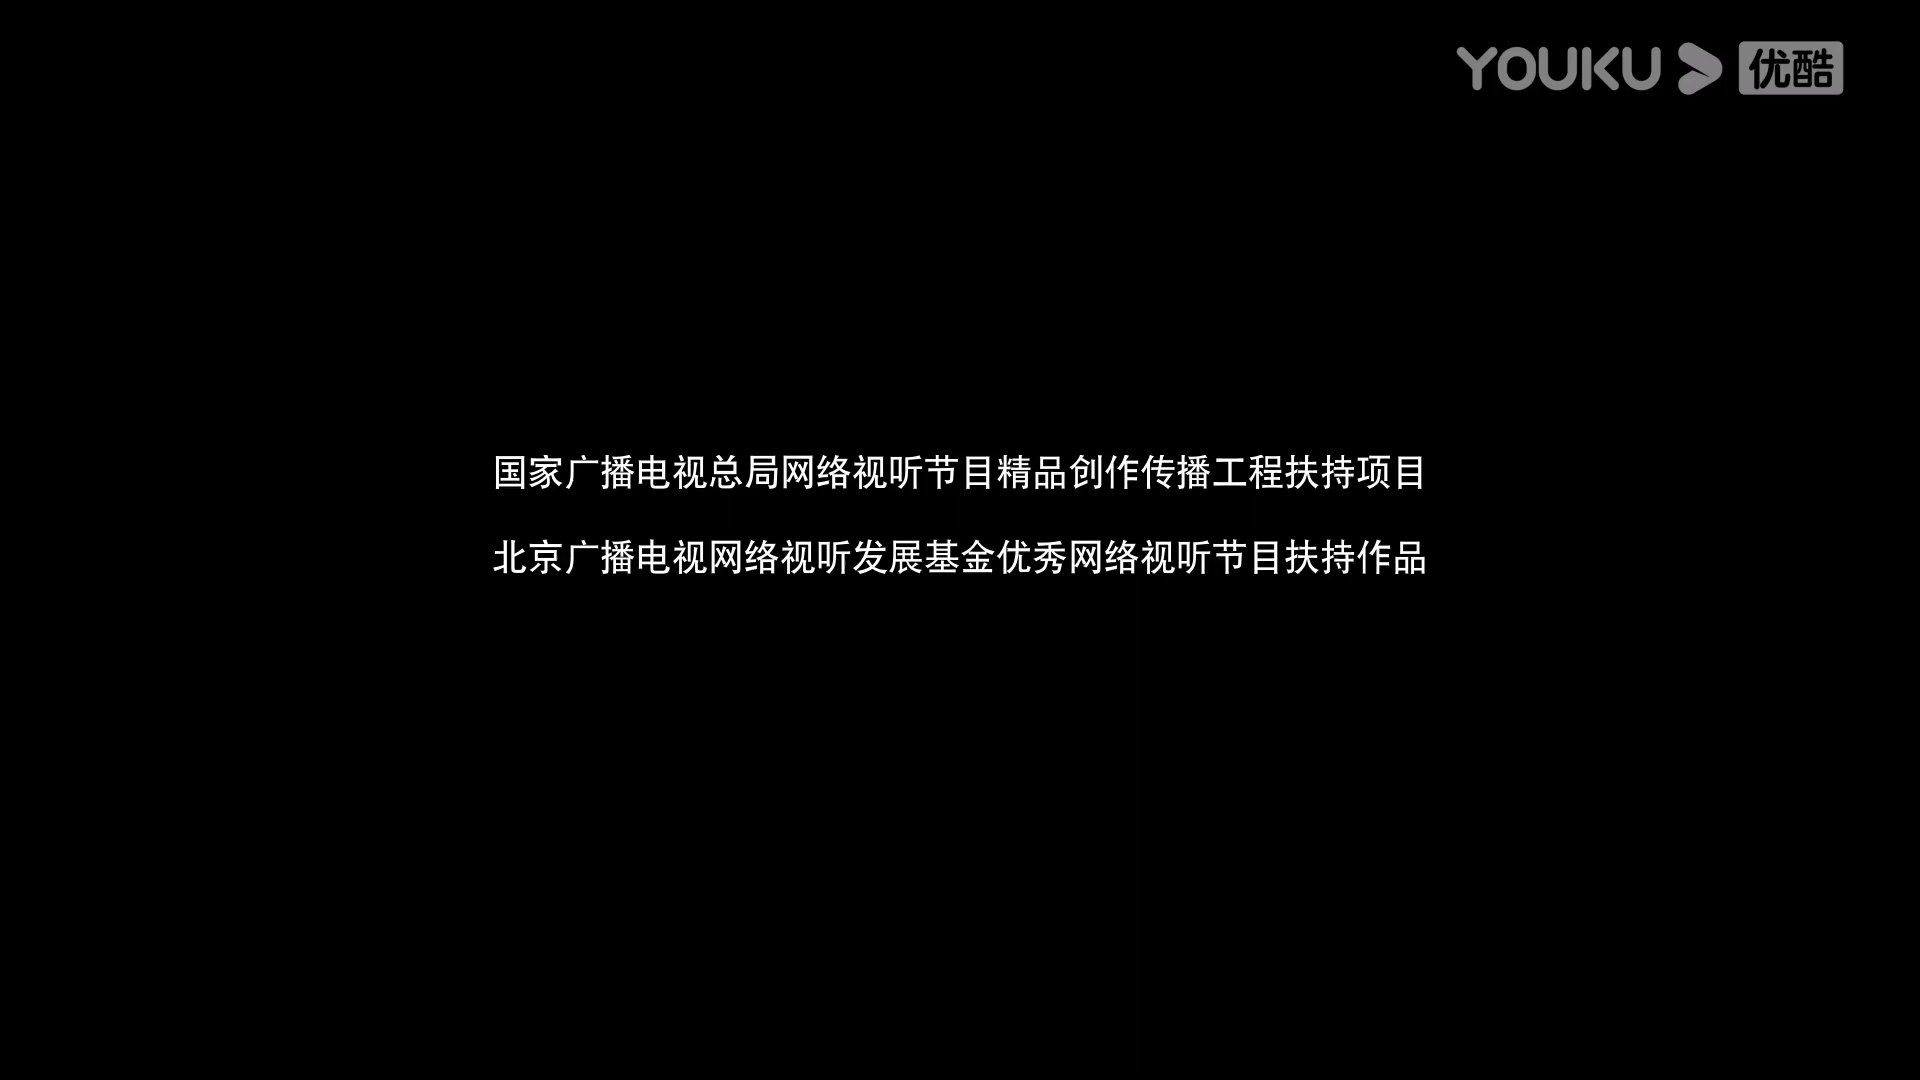 YOUKU 优酷
国家广播电视总局网络视听节目精品创作传播工程扶持项目
北京广播电视网络视听发展基金优秀网络视听节目扶持作品